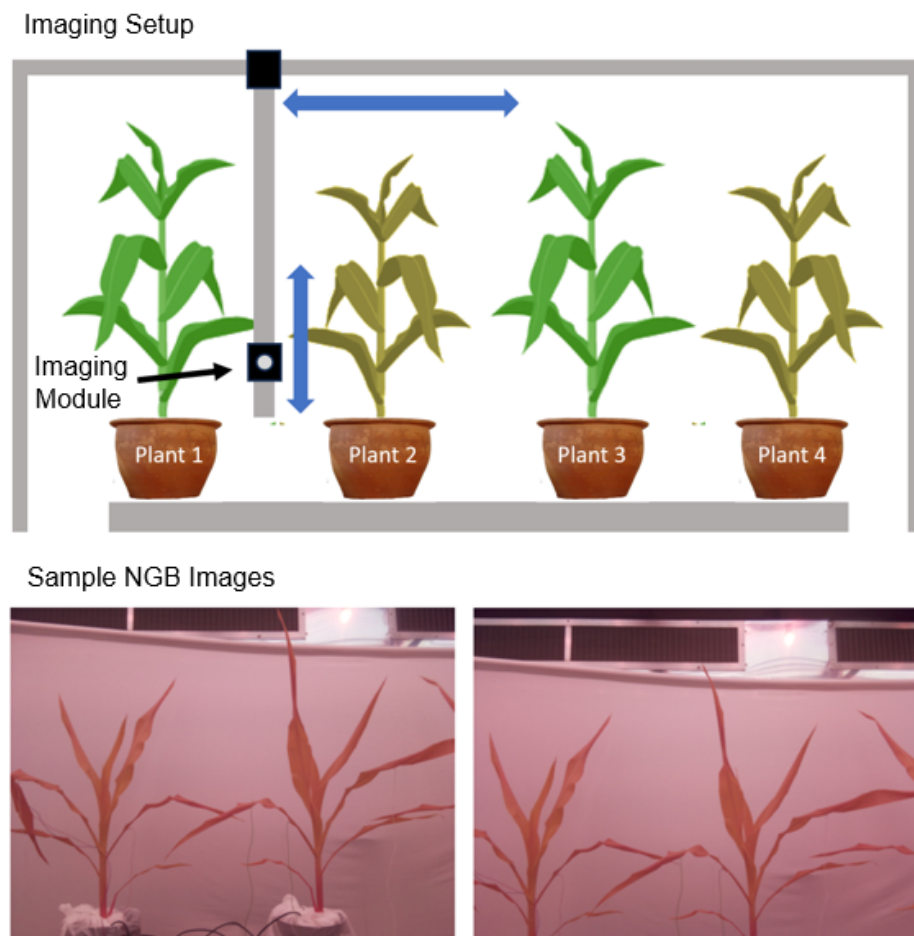 Imaging Setup
Imaging
Module
Plant 1
Plant 2
Plant 3
Plant 4
Sample NGB Images